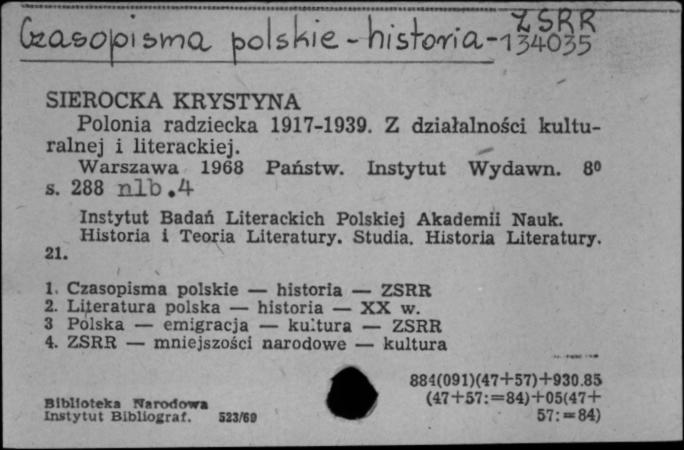 ZSRR
Czasopisma polskie - historia - 134035
SIEROCKA KRYSTYNA
Polonia radziecka 1917-1939. Z działalności kultu-
ralnej i literackiej.
Warszawa 1968 Państw. Instytut Wydawn. 8⁰
s. 288 nlb.4
Instytut Badań Literackich Polskiej Akademii Nauk.
Historia i Teoria Literatury. Studia. Historia Literatury.
21.
1. Czasopisma polskie — historia — ZSRR
2. Literatura polska — historia — XX w.
3 Polska — emigracja — kultura — ZSRR
4. ZSRR — mniejszości narodowe — kultura
884(091)(47+57)+930.85
(47+57:=84)+05(47+
57:=84)
Biblioteka Narodowa
Instytut Bibliograf. 523/69